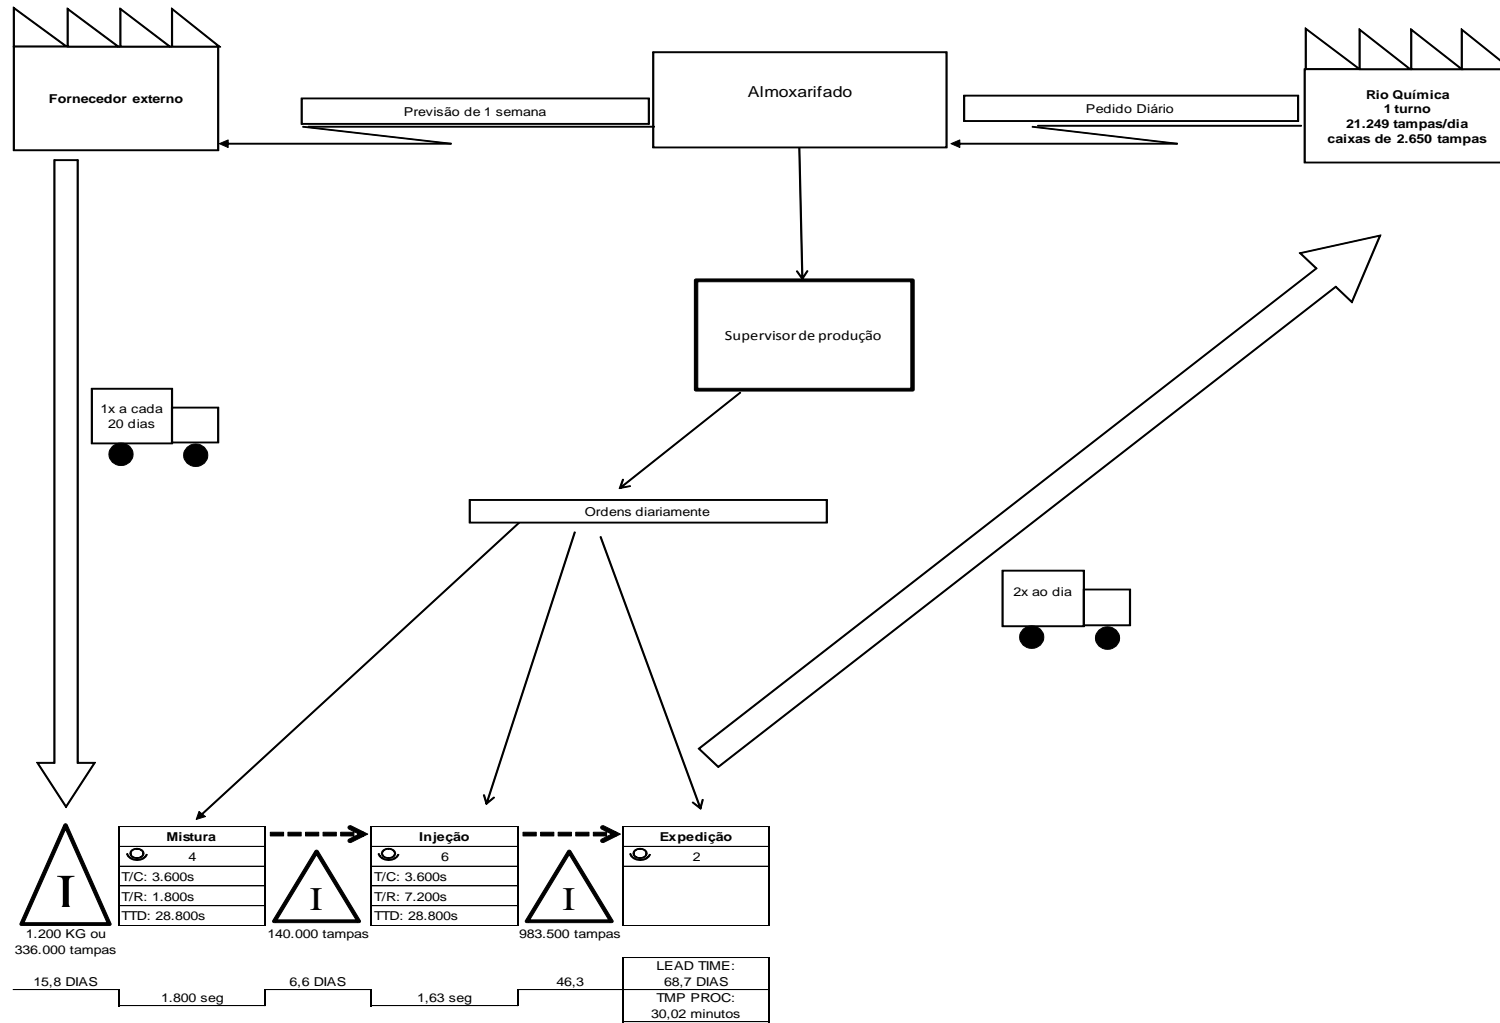 Fornecedor externo
Previsão de 1 semana
Almoxarifado
Pedido Diário
Rio Química
1 turno
21.249 tampas/dia
caixas de 2.650 tampas
Supervisor de produção
1x a cada
20 dias
Ordens diariamente
2x ao dia
I
1.200 KG ou
336.000 tampas
Mistura
4
T/C: 3.600s
T/R: 1.800s
TTD: 28.800s
I
140.000 tampas
Injeção
6
T/C: 3.600s
T/R: 7.200s
TTD: 28.800s
I
983.500 tampas
Expedição
2
15,8 DIAS
1.800 seg
6,6 DIAS
1,63 seg
46,3
LEAD TIME:
68,7 DIAS
TMP PROC:
30,02 minutos